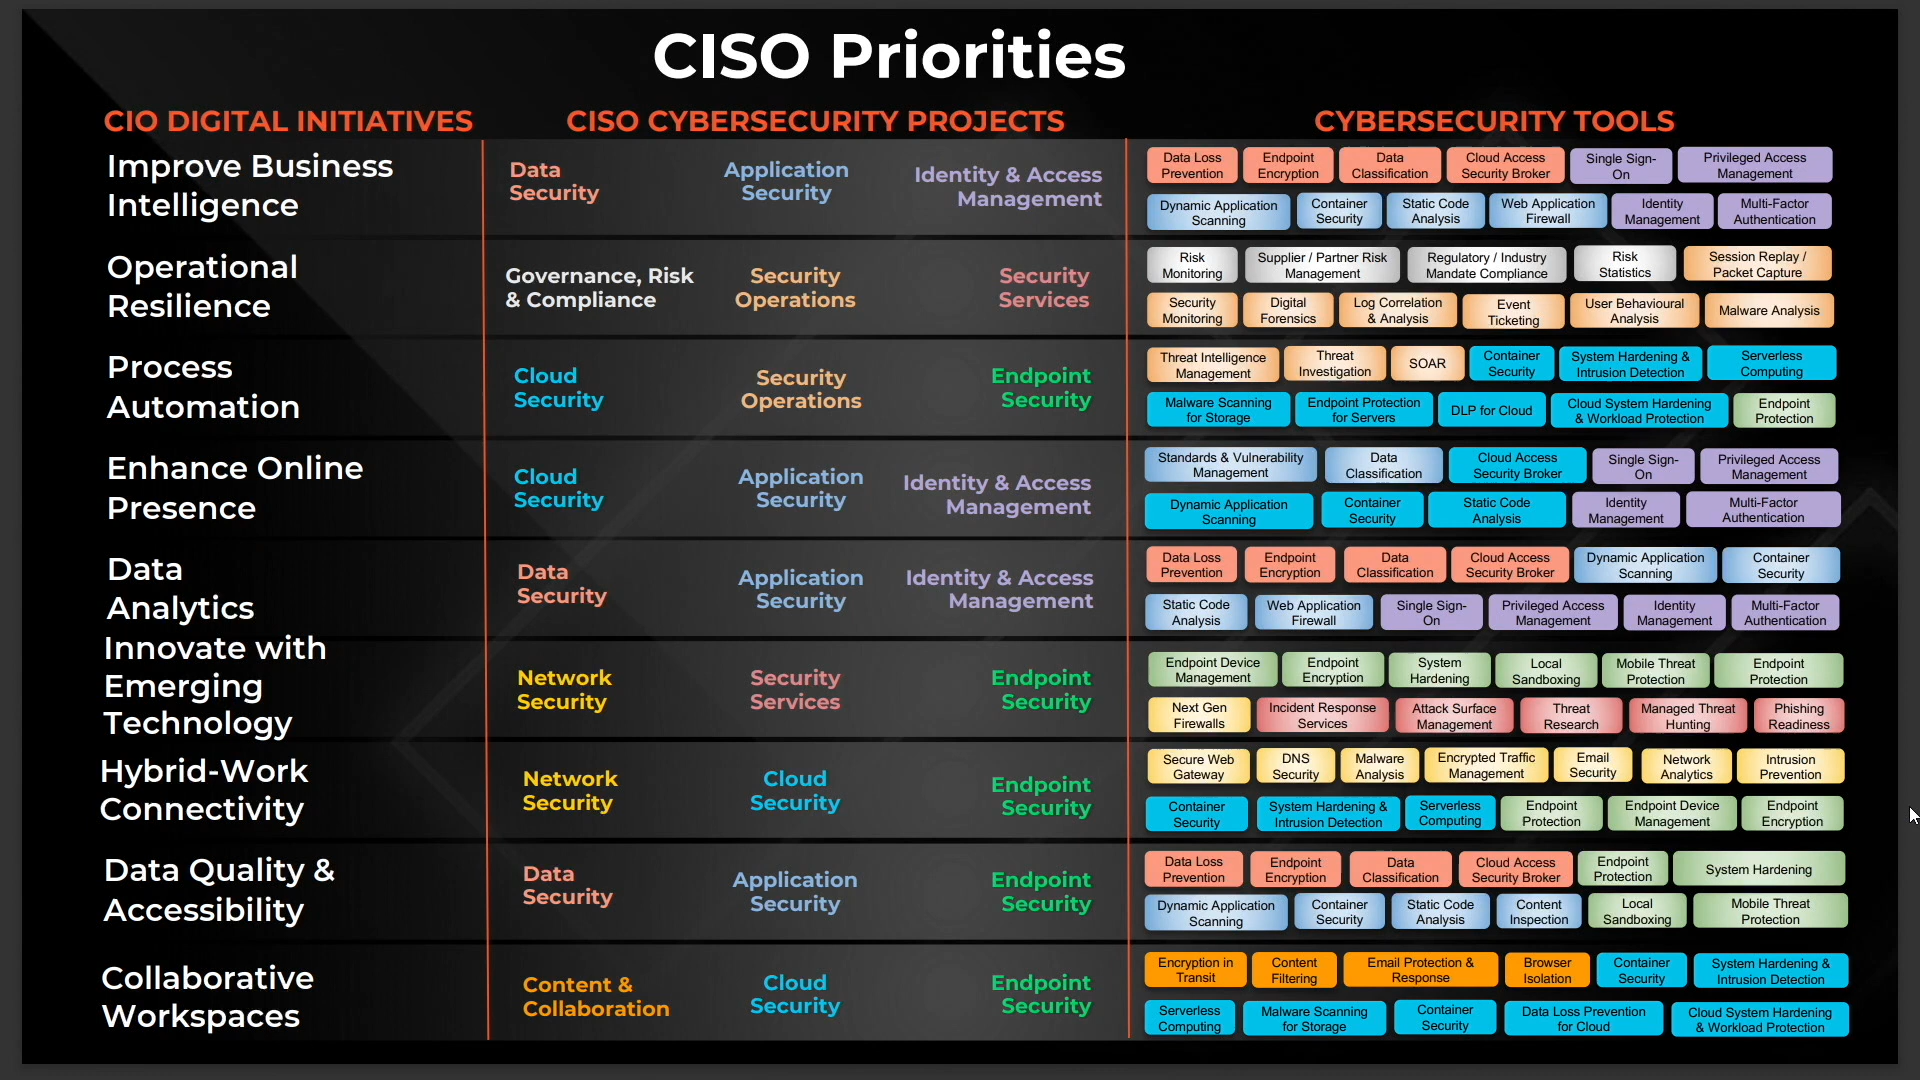 CISO Priorities
CIO DIGITAL INITIATIVES
CISO CYBERSECURITY PROJECTS
CYBERSECURITY TOOLS
Improve Business
Intelligence
Data
Security
Application
Security
Identity & Access
Management
Data Loss
Prevention
Endpoint
Encryption
Data
Classification
Cloud Access
Security Broker
Single Sign-
On
Privileged Access
Management
Dynamic Application
Scanning
Container
Security
Static Code
Analysis
Web Application
Firewall
Identity
Management
Multi-Factor
Authentication
Operational
Resilience
Governance, Risk
& Compliance
Security
Operations
Security
Services
Risk
Monitoring
Supplier / Partner Risk
Management
Regulatory / Industry
Mandate Compliance
Risk
Statistics
Session Replay /
Packet Capture
Security
Monitoring
Digital
Forensics
Log Correlation
& Analysis
Event
Ticketing
User Behavioural
Analysis
Malware Analysis
Process
Automation
Cloud
Security
Security
Operations
Endpoint
Security
Threat Intelligence
Management
Threat
Investigation
SOAR
Container
Security
System Hardening &
Intrusion Detection
Serverless
Computing
Malware Scanning
for Storage
Endpoint Protection
for Servers
DLP for Cloud
Cloud System Hardening
& Workload Protection
Endpoint
Protection
Enhance Online
Presence
Cloud
Security
Application
Security
Identity & Access
Management
Standards & Vulnerability
Management
Data
Classification
Cloud Access
Security Broker
Single Sign-
On
Privileged Access
Management
Dynamic Application
Scanning
Container
Security
Static Code
Analysis
Identity
Management
Multi-Factor
Authentication
Data
Analytics
Data
Security
Application
Security
Identity & Access
Management
Data Loss
Prevention
Endpoint
Encryption
Data
Classification
Cloud Access
Security Broker
Dynamic Application
Scanning
Container
Security
Static Code
Analysis
Web Application
Firewall
Single Sign-
On
Privileged Access
Management
Identity
Management
Multi-Factor
Authentication
Innovate with
Emerging
Technology
Network
Security
Security
Services
Endpoint
Security
Endpoint Device
Management
Endpoint
Encryption
System
Hardening
Local
Sandboxing
Mobile Threat
Protection
Endpoint
Protection
Next Gen
Firewalls
Incident Response
Services
Attack Surface
Management
Threat
Research
Managed Threat
Hunting
Phishing
Readiness
Hybrid-Work
Connectivity
Network
Security
Cloud
Security
Endpoint
Security
Secure Web
Gateway
DNS
Security
Malware
Analysis
Encrypted Traffic
Management
Email
Security
Network
Analytics
Intrusion
Prevention
Container
Security
System Hardening &
Intrusion Detection
Serverless
Computing
Endpoint
Protection
Endpoint Device
Management
Endpoint
Encryption
Data Quality &
Accessibility
Data
Security
Application
Security
Endpoint
Security
Data Loss
Prevention
Endpoint
Encryption
Data
Classification
Cloud Access
Security Broker
Endpoint
Protection
System Hardening
Dynamic Application
Scanning
Container
Security
Static Code
Analysis
Content
Inspection
Local
Sandboxing
Mobile Threat
Protection
Collaborative
Workspaces
Content &
Collaboration
Cloud
Security
Endpoint
Security
Encryption in
Transit
Content
Filtering
Email Protection &
Response
Browser
Isolation
Container
Security
System Hardening &
Intrusion Detection
Serverless
Computing
Malware Scanning
for Storage
Container
Security
Data Loss Prevention
for Cloud
Cloud System Hardening
& Workload Protection